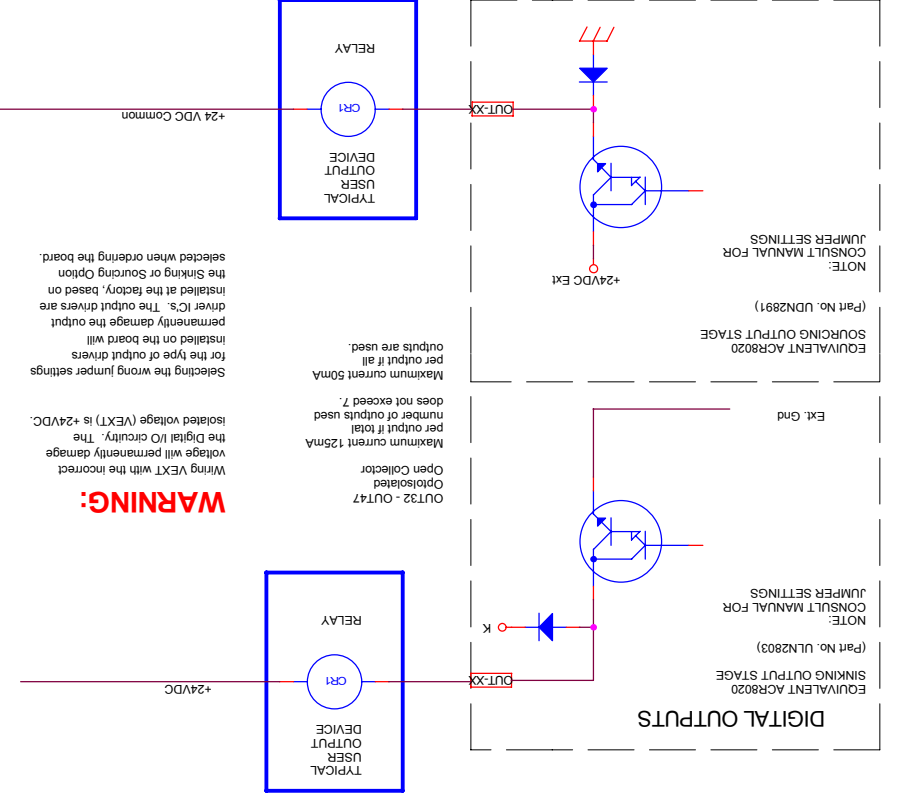 DIGITAL OUTPUTS
EQUIVALENT ACR8020
SINKING OUTPUT STAGE
(Part No. ULN2803)
NOTE:
CONSULT MANUAL FOR
JUMPER SETTINGS
K
OUT-XX
TYPICAL
USER
OUTPUT
DEVICE
CR1
RELAY
+24VDC
Ext. Gnd
OUT32 - OUT47
OptoIsolated
Open Collector
Maximum current 125mA
per output if total
number of outputs used
does not exceed 7.
Maximum current 50mA
per output if all
outputs are used.
WARNING:
Wiring VEXT with the incorrect
voltage will permanently damage
the Digital I/O circuitry.  The
isolated voltage (VEXT) is +24VDC.
Selecting the wrong jumper settings
for the type of output drivers
installed on the board will
permanently damage the output
driver IC's.  The output drivers are
installed at the factory, based on
the Sinking or Sourcing Option
selected when ordering the board.
EQUIVALENT ACR8020
SOURCING OUTPUT STAGE
(Part No. UDN2891)
NOTE:
CONSULT MANUAL FOR
JUMPER SETTINGS
+24VDC Ext
OUT-XX
TYPICAL
USER
OUTPUT
DEVICE
CR1
RELAY
+24 VDC Common